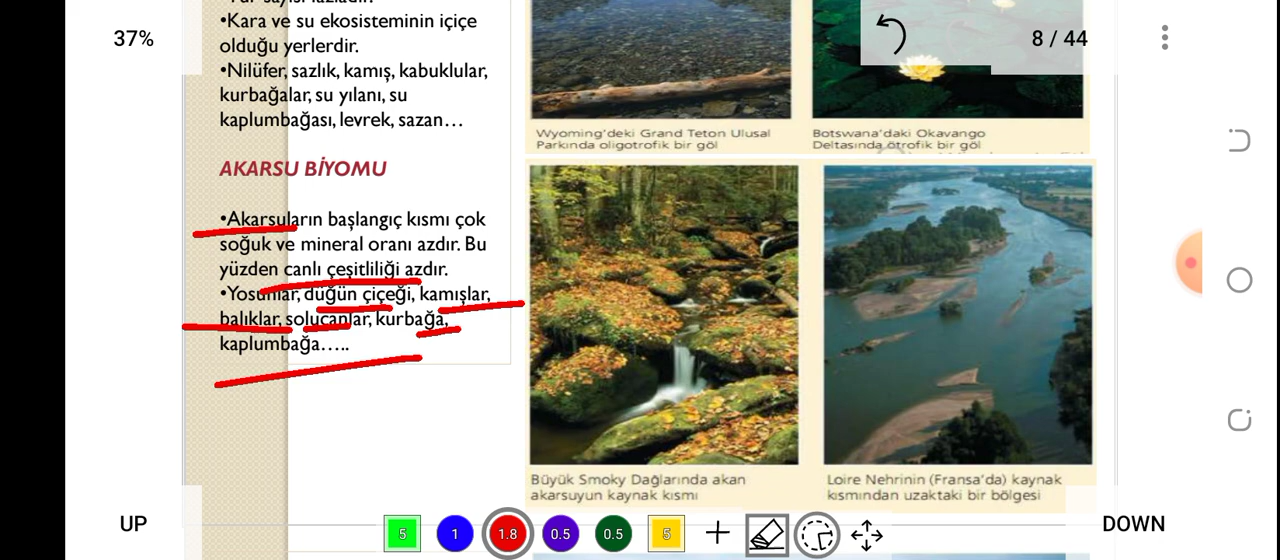 37%
8 / 44
•Kara ve su ekosisteminin içiçe
olduğu yerlerdir.
•Nilüfer, sazlık, kamış, kabuklular,
kurbağalar, su yılanı, su
kaplumbağası, levrek, sazan…
Wyoming'deki Grand Teton Ulusal
Parkında oligotrofik bir göl
Botswana'daki Okavango
Deltasında ötrofik bir göl
AKARSU BİYOMU
•Akarsuların başlangıç kısmı çok
soğuk ve mineral oranı azdır. Bu
yüzden canlı çeşitliliği azdır.
•Yosunlar, düğün çiçeği, kamışlar,
balıklar, solucanlar, kurbağa,
kaplumbağa…..
Büyük Smoky Dağlarında akan
akarsuyun kaynak kısmı
Loire Nehrinin (Fransa'da) kaynak
kısmından uzaktaki bir bölgesi
UP
5
1
1.8
0.5
0.5
5
DOWN